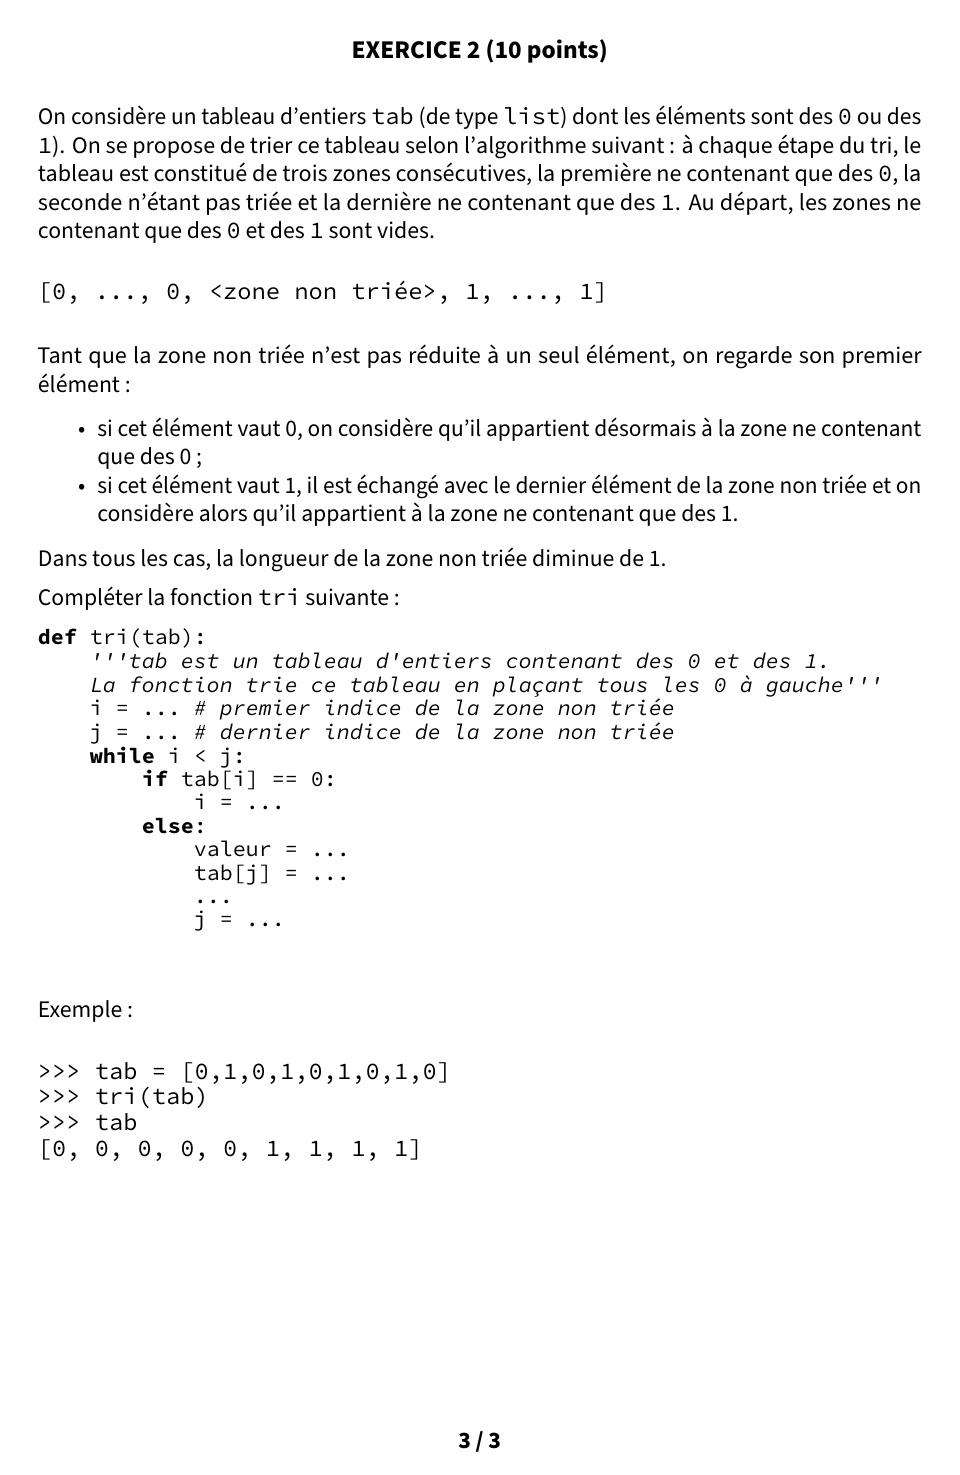 EXERCICE 2 (10 points)
On considère un tableau d’entiers tab (de type list) dont les éléments sont des 0 ou des
1). On se propose de trier ce tableau selon l’algorithme suivant : à chaque étape du tri, le
tableau est constitué de trois zones consécutives, la première ne contenant que des 0, la
seconde n’étant pas triée et la dernière ne contenant que des 1. Au départ, les zones ne
contenant que des 0 et des 1 sont vides.
[0, ..., 0, <zone non triée>, 1, ..., 1]
Tant que la zone non triée n’est pas réduite à un seul élément, on regarde son premier
élément :
• si cet élément vaut 0, on considère qu’il appartient désormais à la zone ne contenant
que des 0 ;
• si cet élément vaut 1, il est échangé avec le dernier élément de la zone non triée et on
considère alors qu’il appartient à la zone ne contenant que des 1.
Dans tous les cas, la longueur de la zone non triée diminue de 1.
Compléter la fonction tri suivante :
def tri(tab):
    '''tab est un tableau d'entiers contenant des 0 et des 1.
    La fonction trie ce tableau en plaçant tous les 0 à gauche'''
    i = ... # premier indice de la zone non triée
    j = ... # dernier indice de la zone non triée
    while i < j:
        if tab[i] == 0:
            i = ...
        else:
            valeur = ...
            tab[j] = ...
            ...
            j = ...
Exemple :
>>> tab = [0,1,0,1,0,1,0,1,0]
>>> tri(tab)
>>> tab
[0, 0, 0, 0, 0, 1, 1, 1, 1]
3 / 3